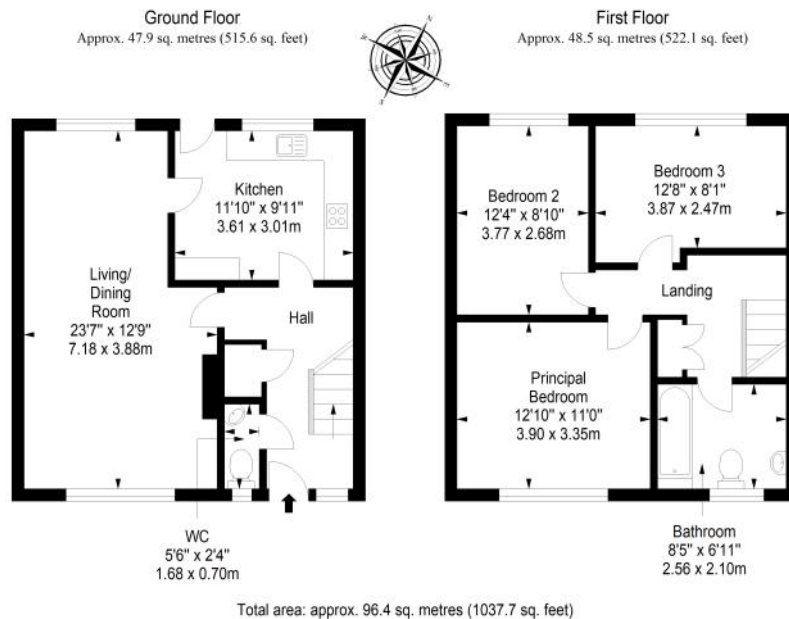 Ground Floor
Approx. 47.9 sq. metres (515.6 sq. feet)
First Floor
Approx. 48.5 sq. metres (522.1 sq. feet)
N
E
S
W
Kitchen
11'10" x 9'11"
3.61 x 3.01m
Living/
Dining
Room
23'7" x 12'9"
7.18 x 3.88m
Hall
WC
5'6" x 2'4"
1.68 x 0.70m
Bedroom 2
12'4" x 8'10"
3.77 x 2.68m
Bedroom 3
12'8" x 8'1"
3.87 x 2.47m
Landing
Principal
Bedroom
12'10" x 11'0"
3.90 x 3.35m
Bathroom
8'5" x 6'11"
2.56 x 2.10m
Total area: approx. 96.4 sq. metres (1037.7 sq. feet)